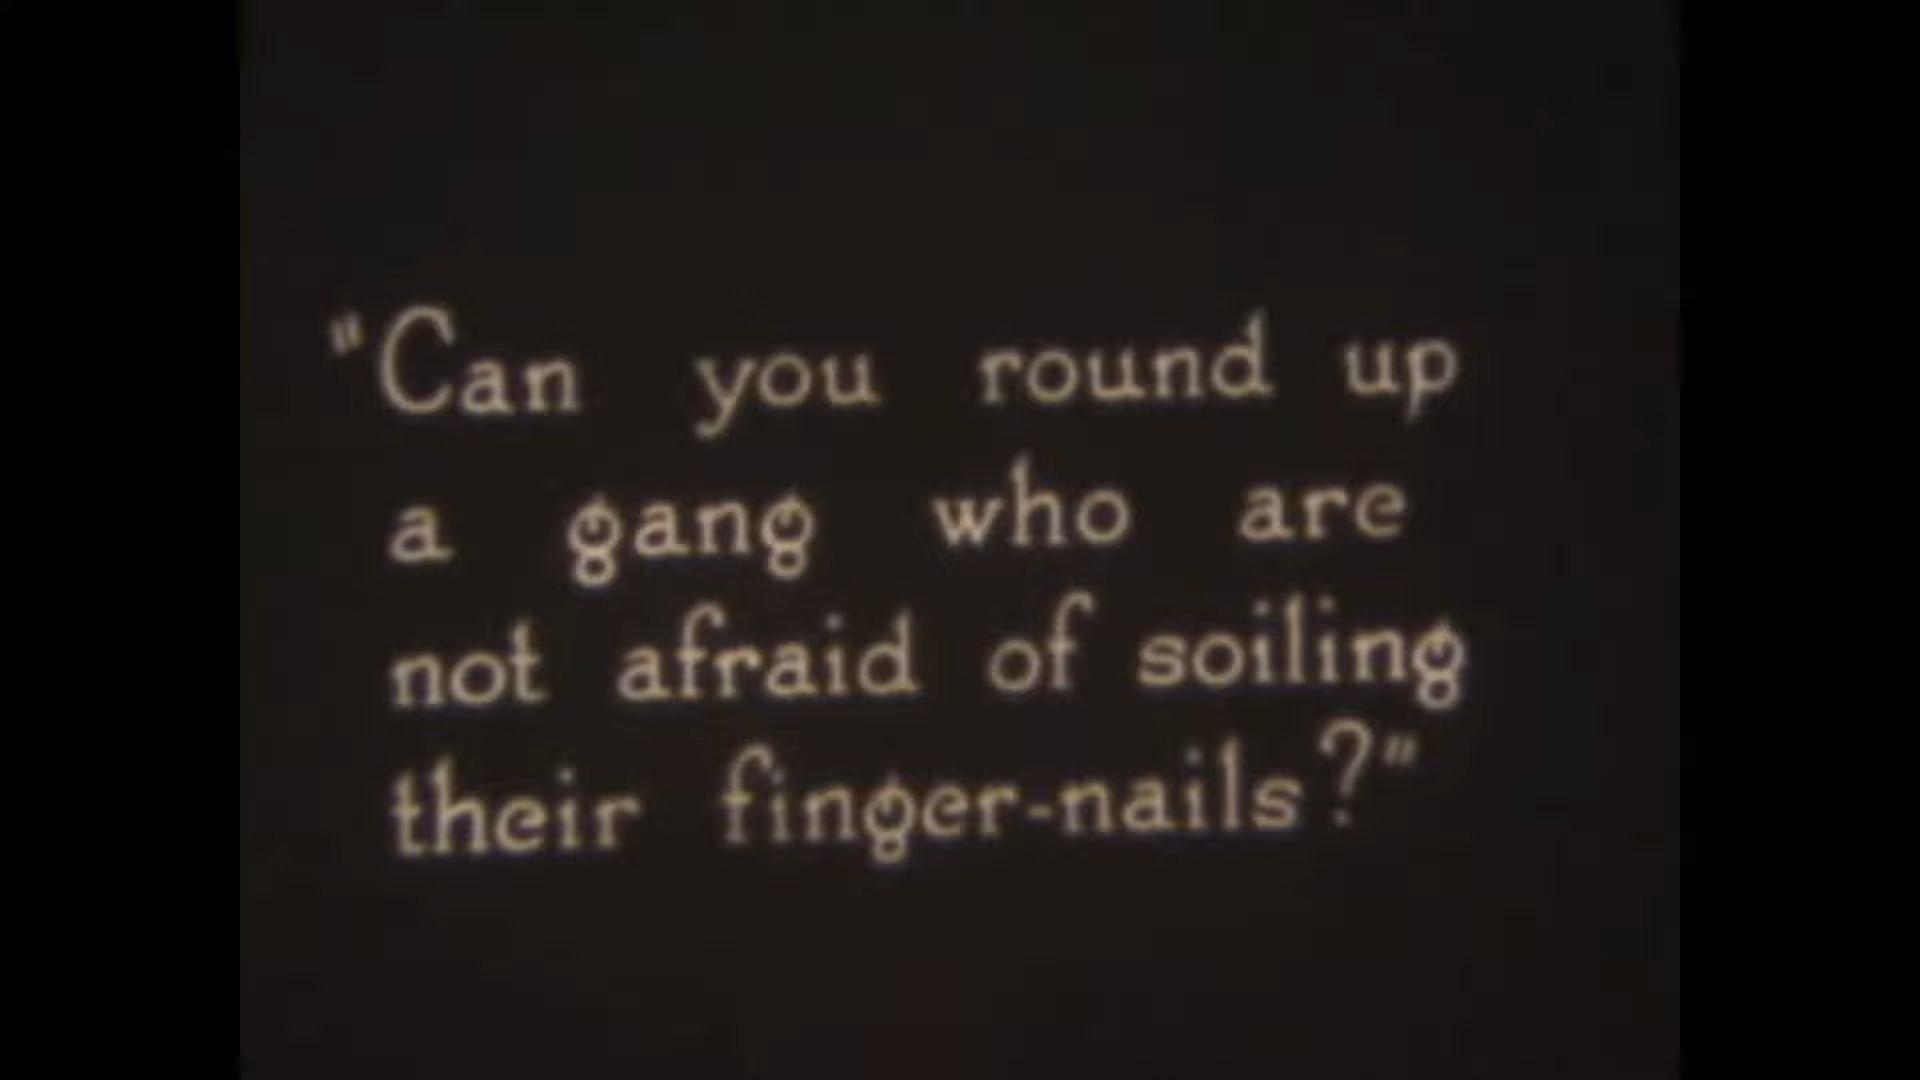 "Can you round up
a gang who are
not afraid of soiling
their finger-nails?"